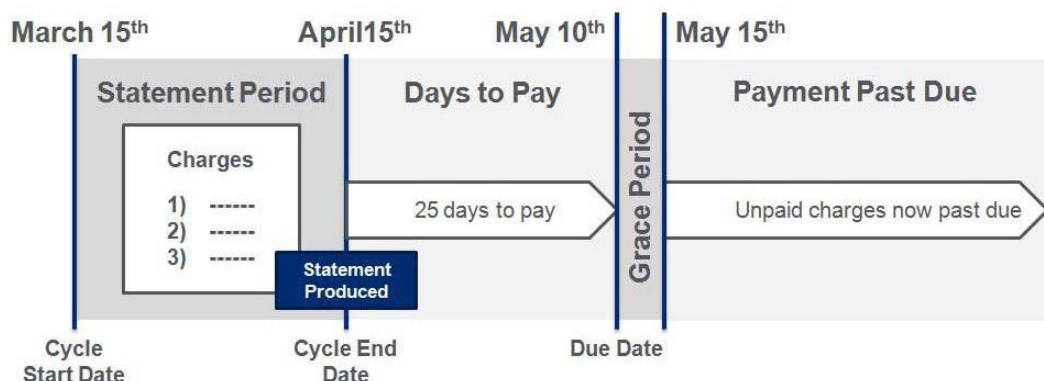 March 15th
April15th
May 10th
May 15th
Statement Period
Days to Pay
Grace Period
Payment Past Due
Charges
1) ------
2) ------
3) ------
25 days to pay
Unpaid charges now past due
Statement
Produced
Cycle
Start Date
Cycle End
Date
Due Date